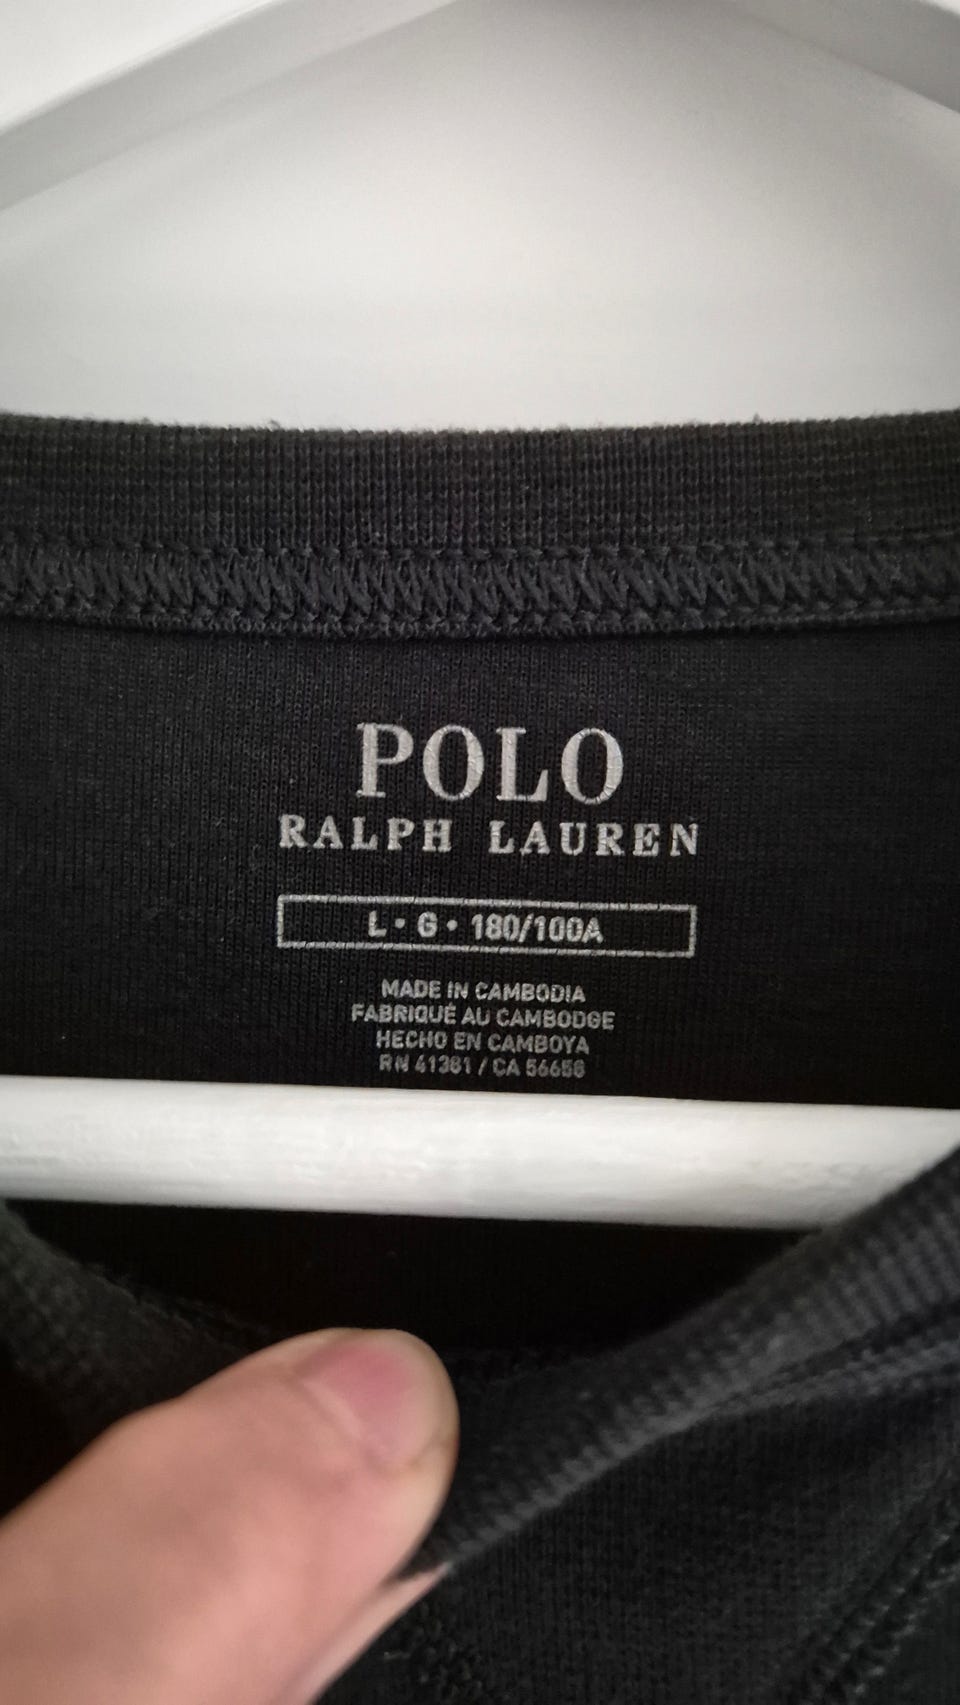 POLO
RALPH LAUREN
L • G • 180/100A
MADE IN CAMBODIA
FABRIQUÉ AU CAMBODGE
HECHO EN CAMBOYA
RN 41381 / CA 56658